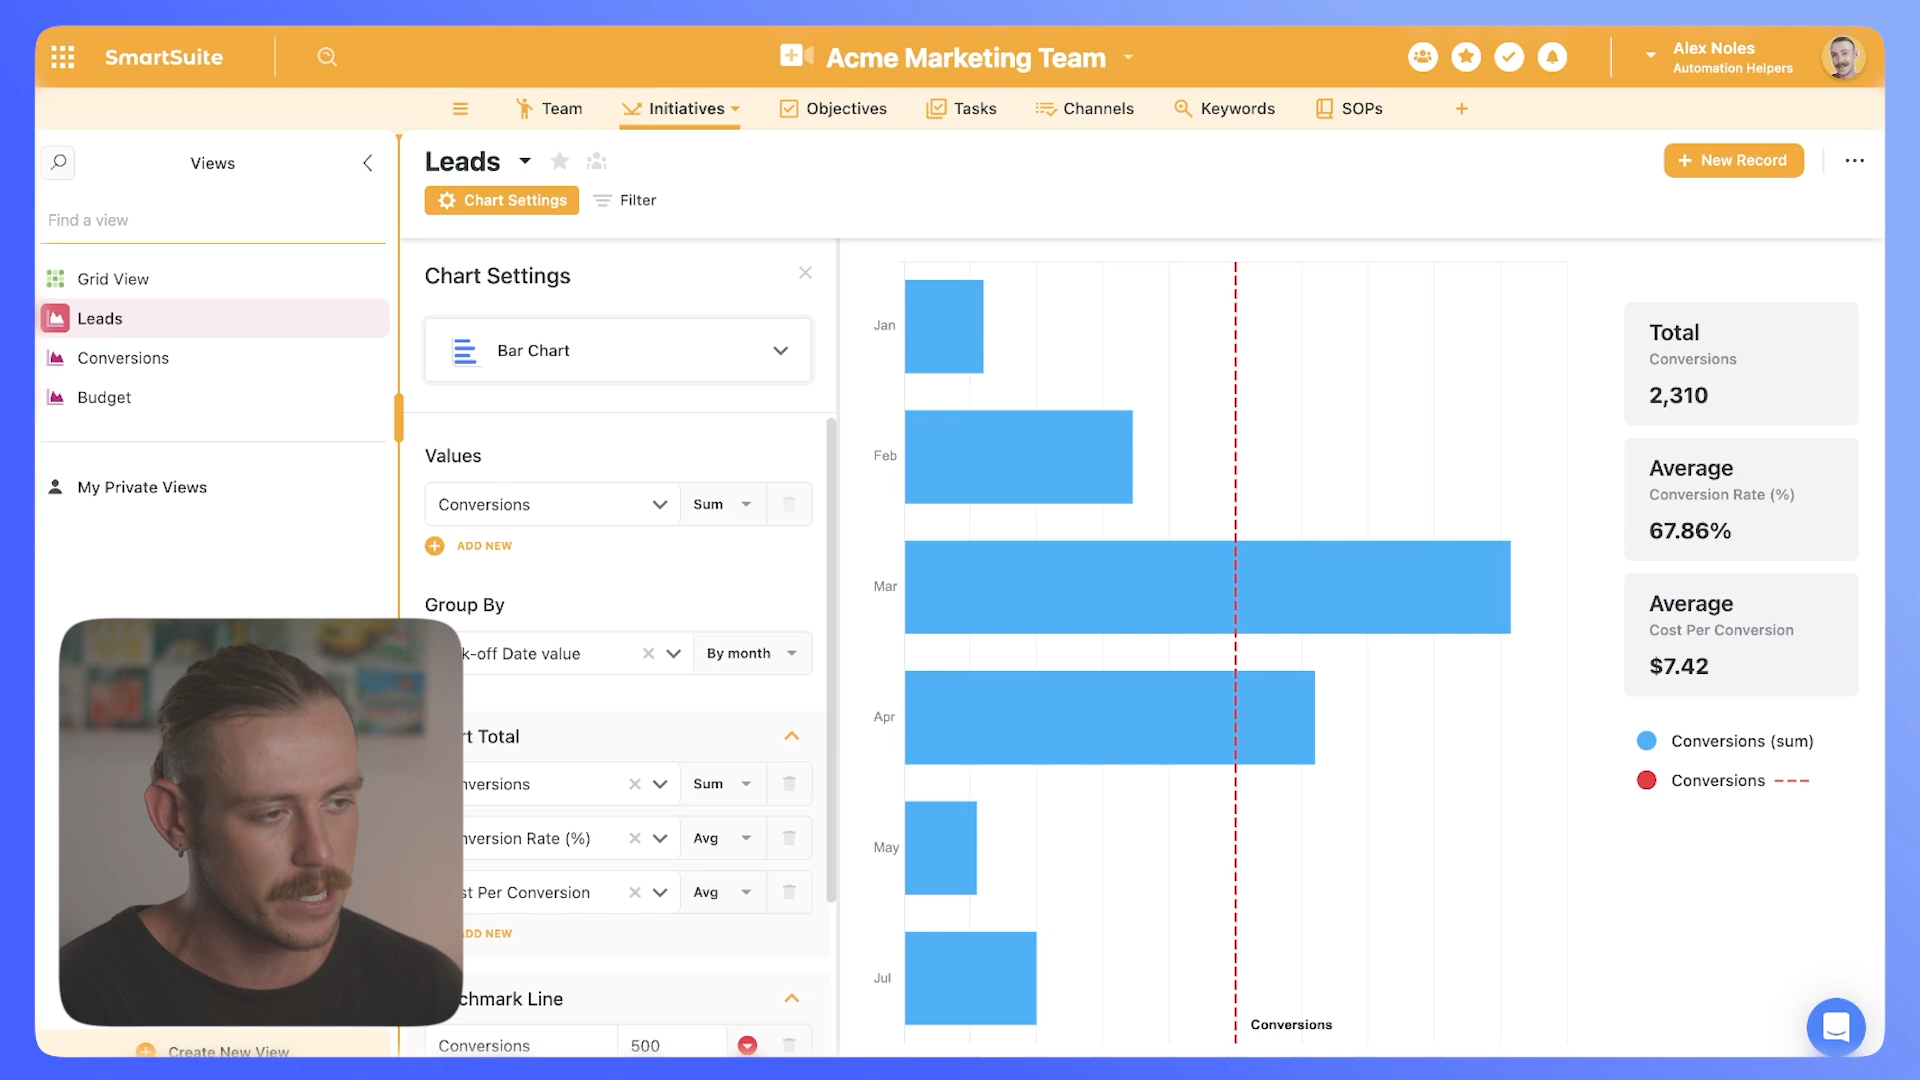 SmartSuite
Acme Marketing Team
Alex Noles
Automation Helpers
Team
Initiatives
Objectives
Tasks
Channels
Keywords
SOPs
Views
Find a view
Grid View
Leads
Conversions
Budget
My Private Views
Create New View
Leads
Chart Settings
Filter
New Record
Chart Settings
Bar Chart
Values
Conversions
Sum
ADD NEW
Group By
k-off Date value
By month
rt Total
nversions
Sum
nversion Rate (%)
Avg
st Per Conversion
Avg
DD NEW
chmark Line
Conversions
500
Jan
Feb
Mar
Apr
May
Jul
Conversions
Total
Conversions
2,310
Average
Conversion Rate (%)
67.86%
Average
Cost Per Conversion
$7.42
Conversions (sum)
Conversions